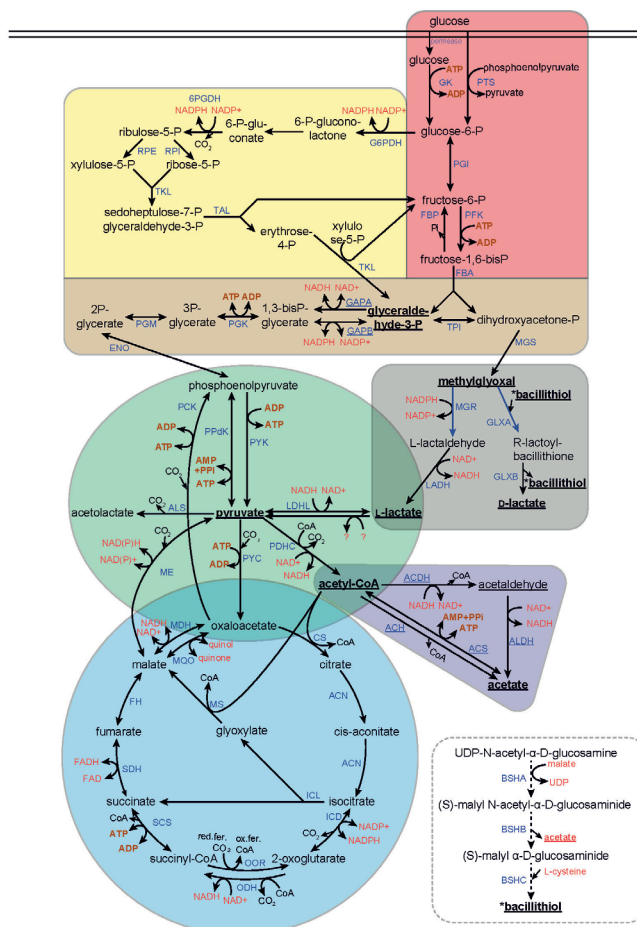 glucose
permease
glucose
ATP
phosphoenolpyruvate
GK
PTS
ADP
pyruvate
6PGDH
NADPH NADP+
NADPH NADP+
ribulose-5-P
6-P-glu-
conate
6-P-glucono-
lactone
glucose-6-P
CO2
G6PDH
RPE
RPI
xylulose-5-P
ribose-5-P
PGI
TKL
sedoheptulose-7-P
glyceraldehyde-3-P
TAL
fructose-6-P
erythrose-
4-P
xylulo
se-5-P
FBP
PFK
Pi
ATP
ADP
TKL
fructose-1,6-bisP
FBA
NADH NAD+
ATP ADP
2P-
glycerate
3P-
glycerate
1,3-bisP-
glycerate
GAPA
glyceralde-
hyde-3-P
dihydroxyacetone-P
PGM
PGK
GAPB
TPI
NADPH NADP+
ENO
MGS
phosphoenolpyruvate
methylglyoxal
*bacillithiol
PCK
PPdK
ADP
ATP
PYK
NADPH
NADP+
MGR
GLXA
ADP
ATP
L-lactaldehyde
R-lactoyl-
bacillithione
AMP
+PPi
ATP
CO2
NAD+
NADH
LADH
GLXB
*bacillithiol
D-lactate
NADH NAD+
acetolactate
CO2
ALS
pyruvate
LDHL
L-lactate
? ?
CO2
NAD(P)H
NAD(P)+
ME
ATP
ADP
CO2
PYC
PDHC
CoA
CO2
NAD+
NADH
acetyl-CoA
ACDH
CoA
acetaldehyde
NADH NAD+
AMP+PPi
ATP
NAD+
NADH
ACH
ACS
ALDH
CoA
acetate
NADH
NAD+
MDH
oxaloacetate
quinol
quinone
MQO
malate
CS
CoA
citrate
CoA
MS
FH
ACN
fumarate
glyoxylate
cis-aconitate
FADH
FAD
SDH
ACN
ICL
succinate
isocitrate
CoA
ATP
ADP
SCS
ICD
NADP+
NADPH
CO2
succinyl-CoA
red.fer. ox.fer.
CO2 CoA
OOR
2-oxoglutarate
ODH
NADH NAD+
CO2
CoA
UDP-N-acetyl-α-D-glucosamine
malate
BSHA
UDP
(S)-malyl N-acetyl-α-D-glucosaminide
BSHB
acetate
(S)-malyl α-D-glucosaminide
BSHC
L-cysteine
*bacillithiol